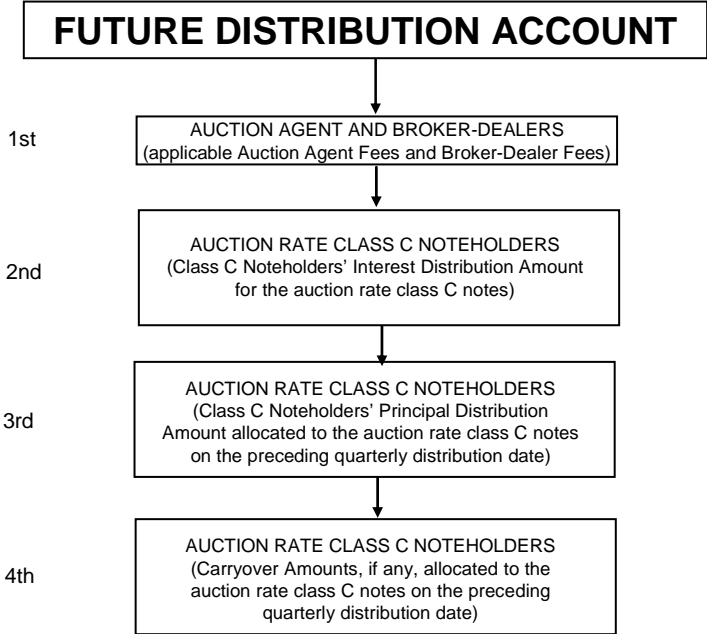 FUTURE DISTRIBUTION ACCOUNT
1st
AUCTION AGENT AND BROKER-DEALERS
(applicable Auction Agent Fees and Broker-Dealer Fees)
2nd
AUCTION RATE CLASS C NOTEHOLDERS
(Class C Noteholders’ Interest Distribution Amount
for the auction rate class C notes)
3rd
AUCTION RATE CLASS C NOTEHOLDERS
(Class C Noteholders’ Principal Distribution
Amount allocated to the auction rate class C notes
on the preceding quarterly distribution date)
4th
AUCTION RATE CLASS C NOTEHOLDERS
(Carryover Amounts, if any, allocated to the
auction rate class C notes on the preceding
quarterly distribution date)